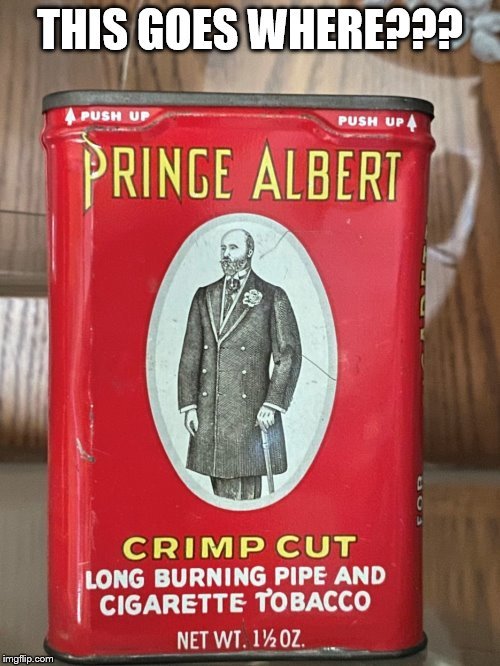 THIS GOES WHERE???
PUSH UP
PUSH UP
PRINCE ALBERT
CRIMP CUT
LONG BURNING PIPE AND
CIGARETTE TOBACCO
NET WT. 1½ OZ.
imgflip.com